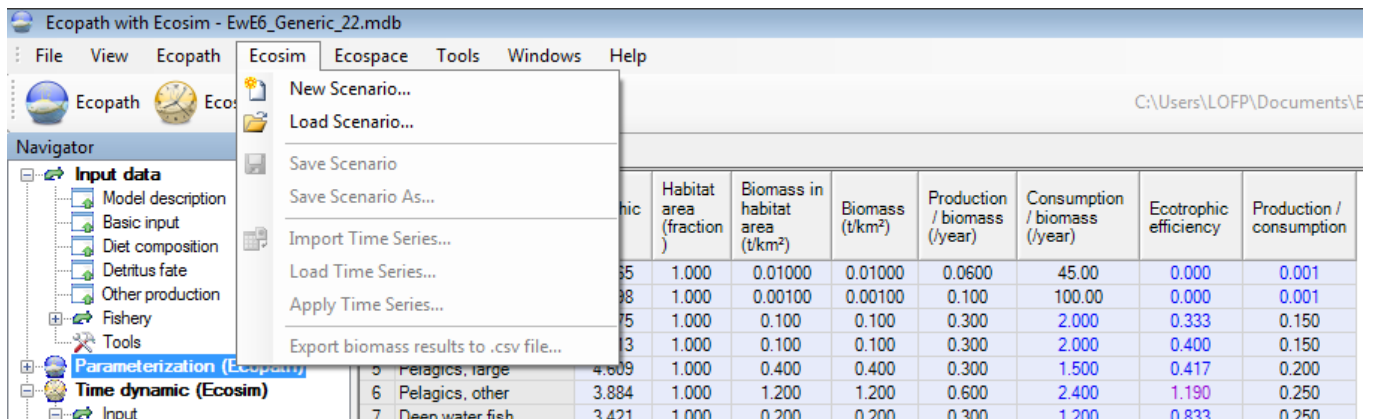 Ecopath with Ecosim - EwE6_Generic_22.mdb
File View Ecopath Ecosim Ecospace Tools Windows Help
Ecopath Ecos
C:\Users\LOFP\Documents\E
New Scenario...
Load Scenario...
Save Scenario
Save Scenario As...
Import Time Series...
Load Time Series...
Apply Time Series...
Export biomass results to .csv file...
Navigator
Input data
Model description
Basic input
Diet composition
Detritus fate
Other production
Fishery
Tools
Parameterization (Ecopath)
Time dynamic (Ecosim)
Input
hic
Habitat
area
(fraction
)
Biomass in
habitat
area
(t/km²)
Biomass
(t/km²)
Production
/ biomass
(/year)
Consumption
/ biomass
(/year)
Ecotrophic
efficiency
Production /
consumption
65 1.000 0.01000 0.01000 0.0600 45.00 0.000 0.001
98 1.000 0.00100 0.00100 0.100 100.00 0.000 0.001
75 1.000 0.100 0.100 0.300 2.000 0.333 0.150
13 1.000 0.100 0.100 0.300 2.000 0.400 0.150
5 Pelagics, large 4.609 1.000 0.400 0.400 0.300 1.500 0.417 0.200
6 Pelagics, other 3.884 1.000 1.200 1.200 0.600 2.400 1.190 0.250
7 Deep water fish 3.421 1.000 0.200 0.200 0.300 1.200 0.833 0.250